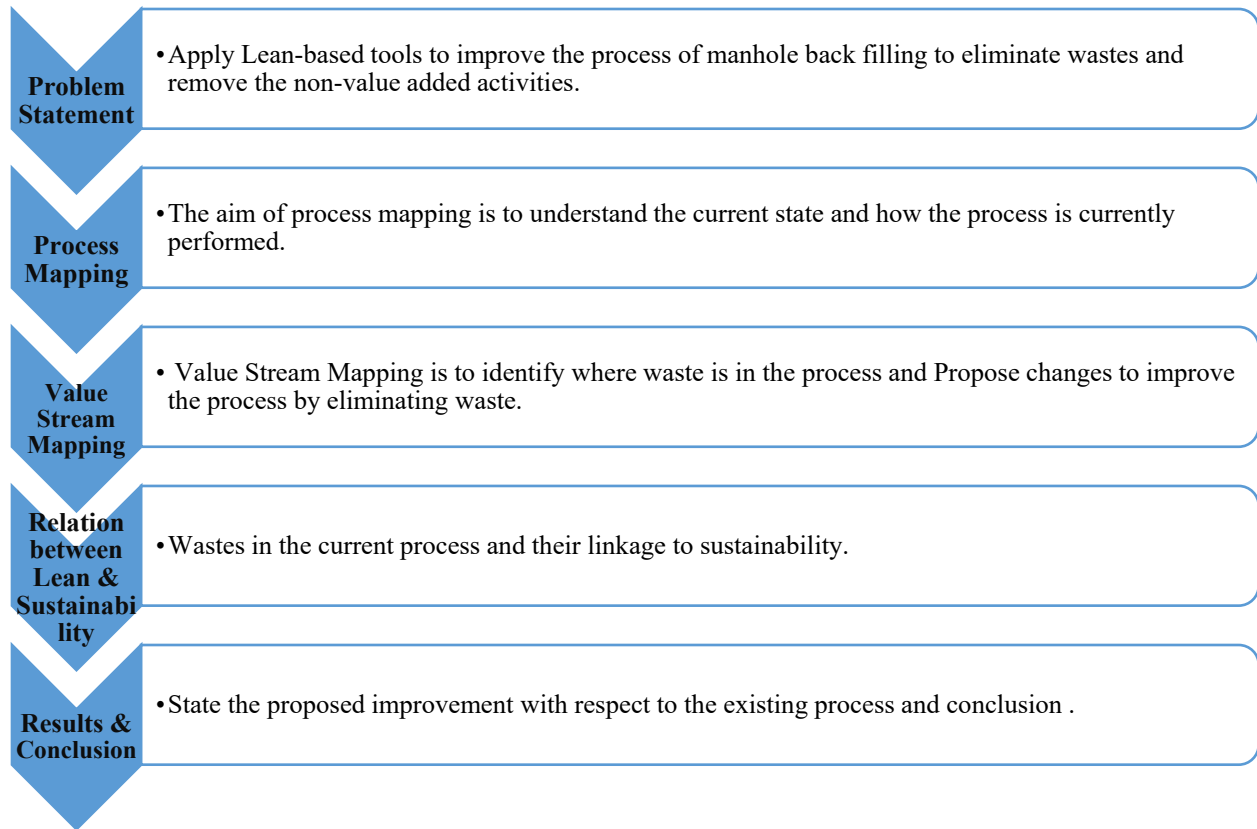 Problem
Statement
•Apply Lean-based tools to improve the process of manhole back filling to eliminate wastes and
remove the non-value added activities.
Process
Mapping
•The aim of process mapping is to understand the current state and how the process is currently
performed.
Value
Stream
Mapping
• Value Stream Mapping is to identify where waste is in the process and Propose changes to improve
the process by eliminating waste.
Relation
between
Lean &
Sustainabi
lity
•Wastes in the current process and their linkage to sustainability.
Results &
Conclusion
•State the proposed improvement with respect to the existing process and conclusion .